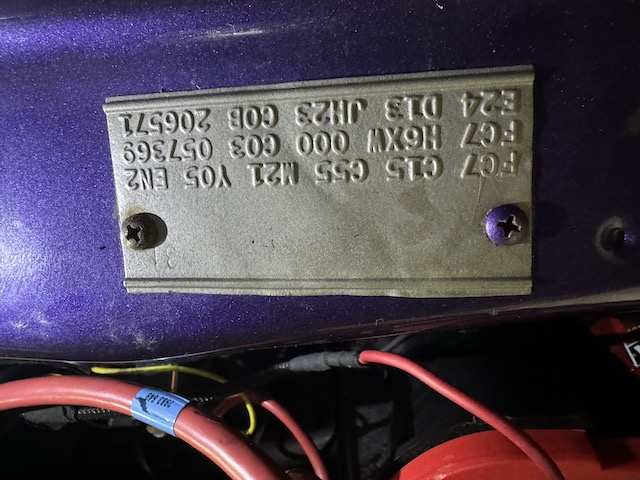 FC7 C15 C55 M21 Y05 EN2
FC7 H6XW 000 C03 057369
E24 D13 JH23 C0B 206571